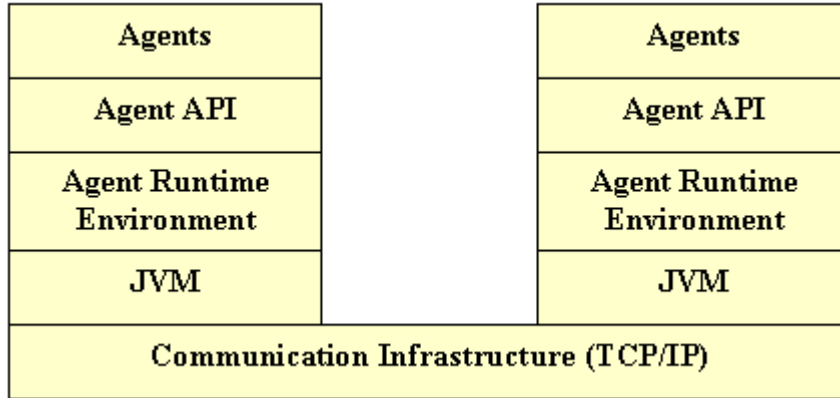 Agents
Agent API
Agent Runtime
Environment
JVM
Agents
Agent API
Agent Runtime
Environment
JVM
Communication Infrastructure (TCP/IP)